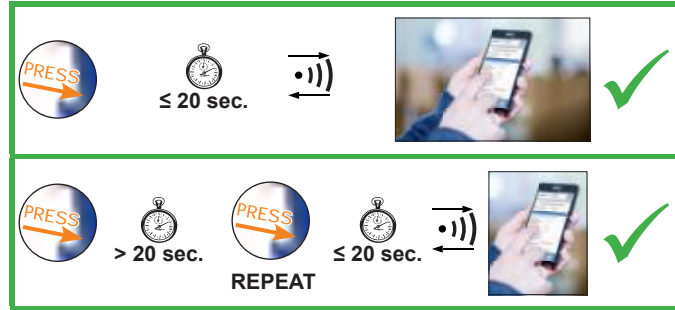 PRESS
≤ 20 sec.
PRESS
> 20 sec.
PRESS
REPEAT
≤ 20 sec.